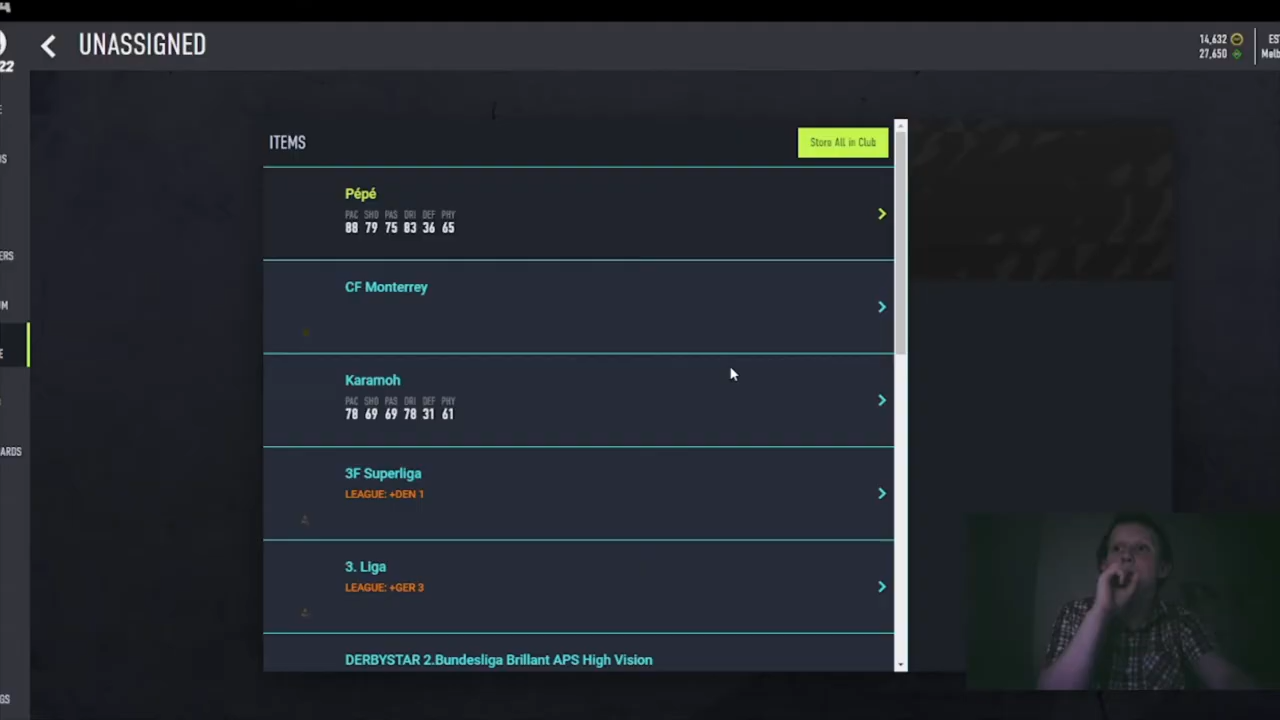 22
UNASSIGNED
14,632
27,650
ITEMS
Store All in Club
Pépé
PAC SHO PAS DRI DEF PHY
88 79 75 83 36 65
CF Monterrey
Karamoh
PAC SHO PAS DRI DEF PHY
78 69 69 78 31 61
3F Superliga
LEAGUE: +DEN 1
3. Liga
LEAGUE: +GER 3
DERBYSTAR 2.Bundesliga Brillant APS High Vision